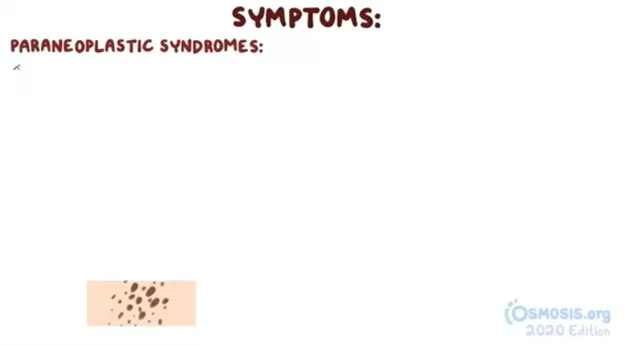 SYMPTOMS:
PARANEOPLASTIC SYNDROMES:
OSMOSIS.org
2020 Edition